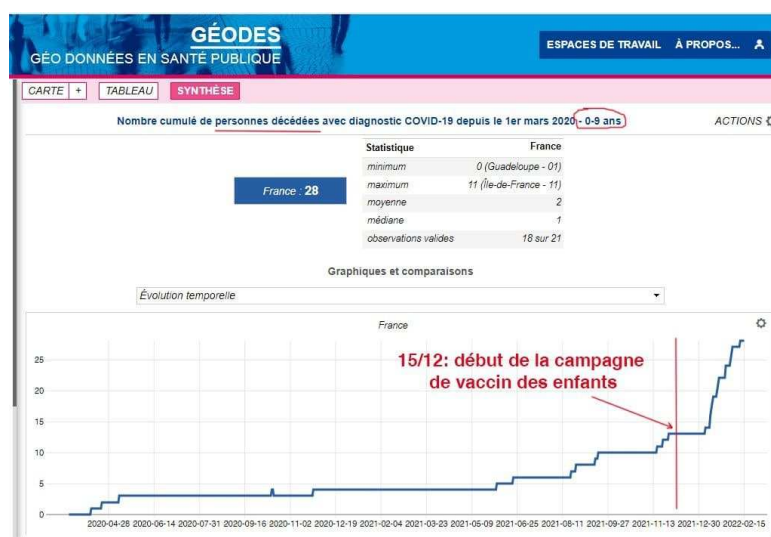 GÉODES
GÉO DONNÉES EN SANTÉ PUBLIQUE
ESPACES DE TRAVAIL À PROPOS...
CARTE + TABLEAU SYNTHÈSE
Nombre cumulé de personnes décédées avec diagnostic COVID-19 depuis le 1er mars 2020 - 0-9 ans
ACTIONS
Statistique France
minimum 0 (Guadeloupe - 01)
France : 28
maximum 11 (Île-de-France - 11)
moyenne 2
médiane 1
observations valides 18 sur 21
Graphiques et comparaisons
Évolution temporelle
France
15/12: début de la campagne
de vaccin des enfants
25
20
15
10
5
0
2020-04-28 2020-06-14 2020-07-31 2020-09-16 2020-11-02 2020-12-19 2021-02-04 2021-03-23 2021-05-09 2021-06-25 2021-08-11 2021-09-27 2021-11-13 2021-12-30 2022-02-15